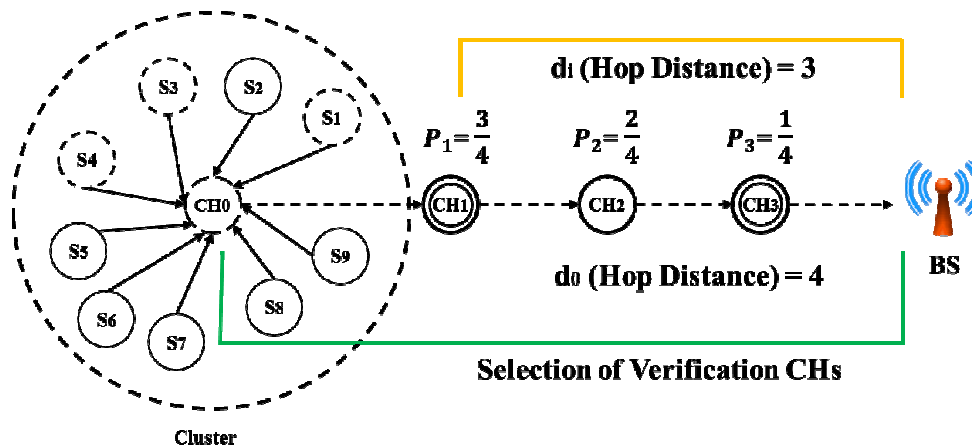 di (Hop Distance) = 3
P1= 3/4
P2= 2/4
P3= 1/4
S3
S2
S1
S4
CH0
CH1
CH2
CH3
S5
S9
S6
S8
S7
BS
d0 (Hop Distance) = 4
Selection of Verification CHs
Cluster